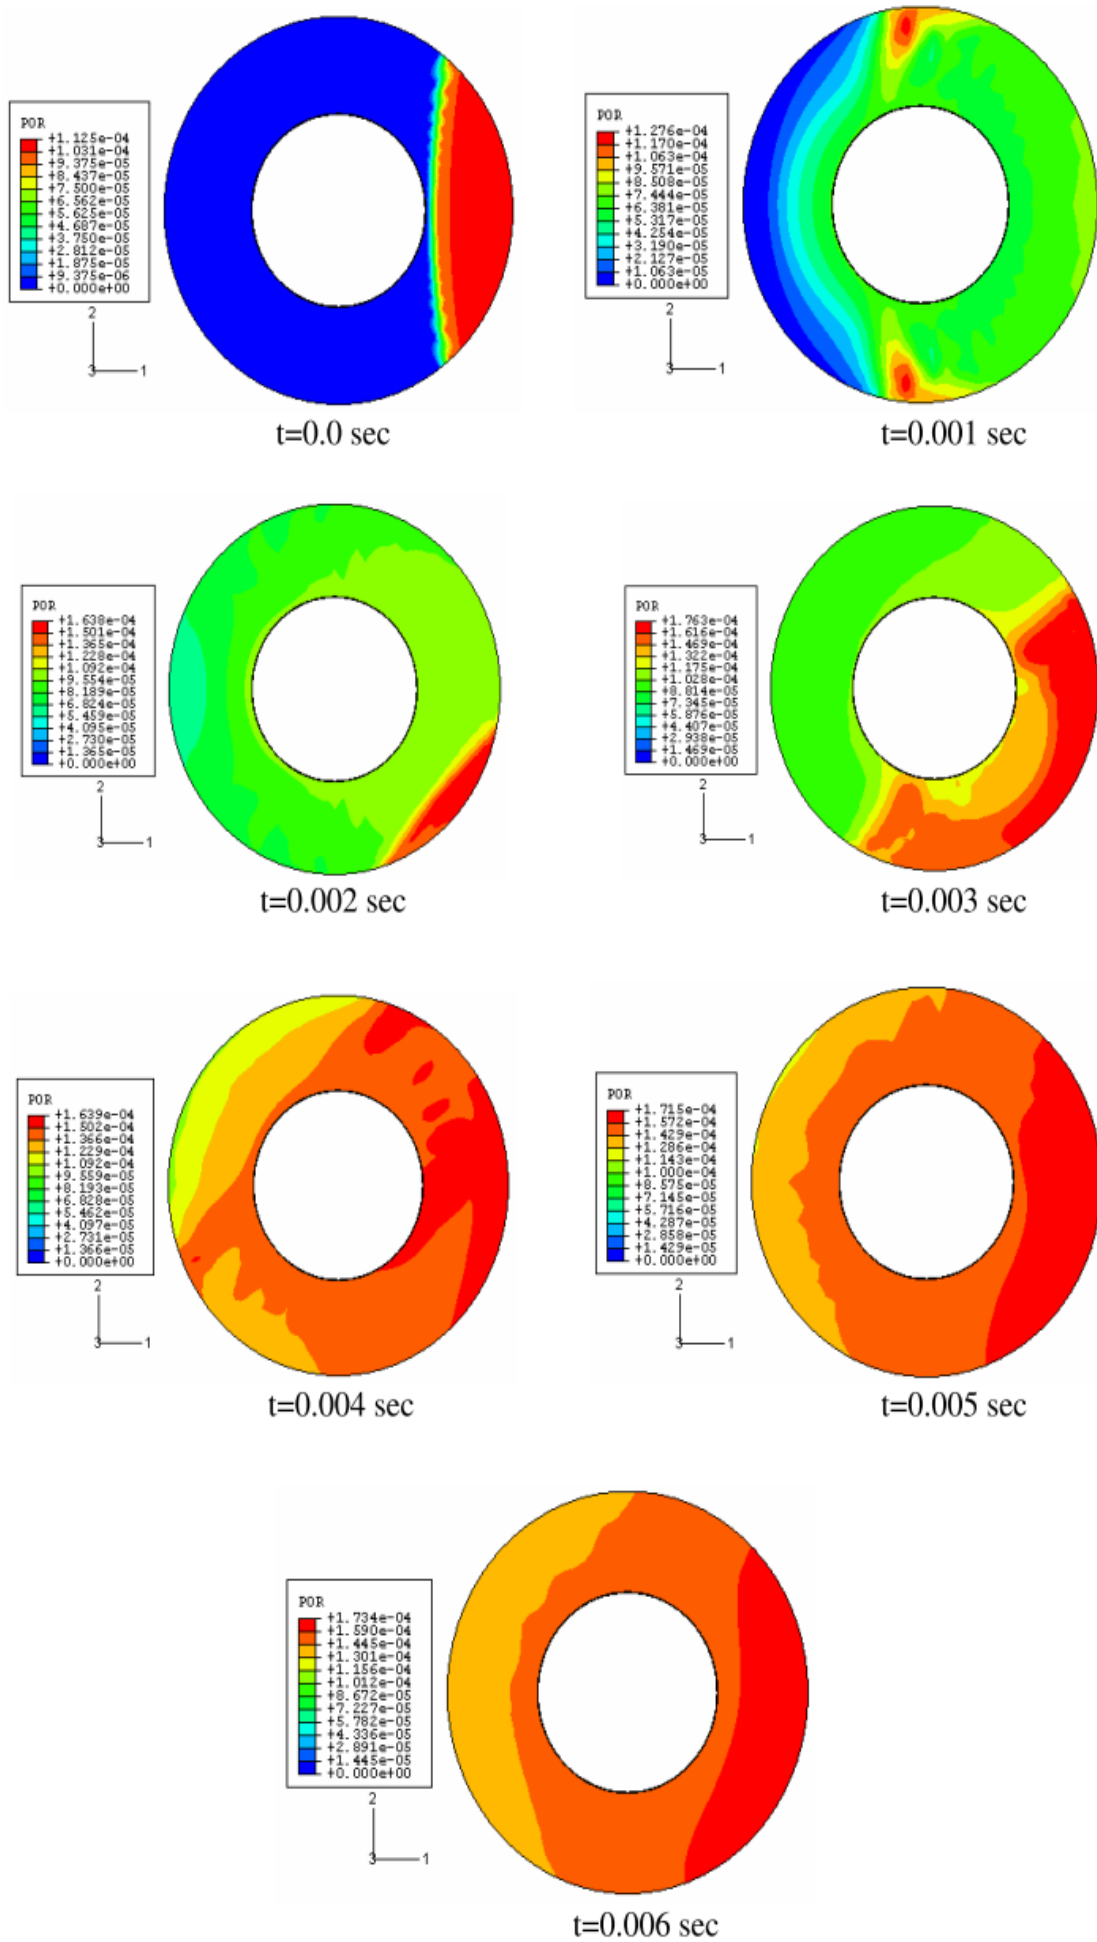 POR
+1.125e-04
+1.031e-04
+9.375e-05
+8.437e-05
+7.500e-05
+6.562e-05
+5.625e-05
+4.687e-05
+3.750e-05
+2.812e-05
+1.875e-05
+9.375e-06
+0.000e+00
2
3
1
t=0.0 sec
POR
+1.276e-04
+1.170e-04
+1.063e-04
+9.571e-05
+8.508e-05
+7.444e-05
+6.381e-05
+5.317e-05
+4.254e-05
+3.190e-05
+2.127e-05
+1.063e-05
+0.000e+00
2
3
1
t=0.001 sec
POR
+1.638e-04
+1.501e-04
+1.365e-04
+1.228e-04
+1.092e-04
+9.554e-05
+8.189e-05
+6.824e-05
+5.459e-05
+4.095e-05
+2.730e-05
+1.365e-05
+0.000e+00
2
3
1
t=0.002 sec
POR
+1.763e-04
+1.616e-04
+1.469e-04
+1.322e-04
+1.175e-04
+1.028e-04
+8.814e-05
+7.345e-05
+5.876e-05
+4.407e-05
+2.938e-05
+1.469e-05
+0.000e+00
2
3
1
t=0.003 sec
POR
+1.639e-04
+1.502e-04
+1.366e-04
+1.229e-04
+1.092e-04
+9.559e-05
+8.193e-05
+6.828e-05
+5.462e-05
+4.097e-05
+2.731e-05
+1.366e-05
+0.000e+00
2
3
1
t=0.004 sec
POR
+1.715e-04
+1.572e-04
+1.429e-04
+1.286e-04
+1.143e-04
+1.000e-04
+8.575e-05
+7.145e-05
+5.716e-05
+4.287e-05
+2.858e-05
+1.429e-05
+0.000e+00
2
3
1
t=0.005 sec
POR
+1.734e-04
+1.590e-04
+1.445e-04
+1.301e-04
+1.156e-04
+1.012e-04
+8.672e-05
+7.227e-05
+5.782e-05
+4.336e-05
+2.891e-05
+1.445e-05
+0.000e+00
2
3
1
t=0.006 sec